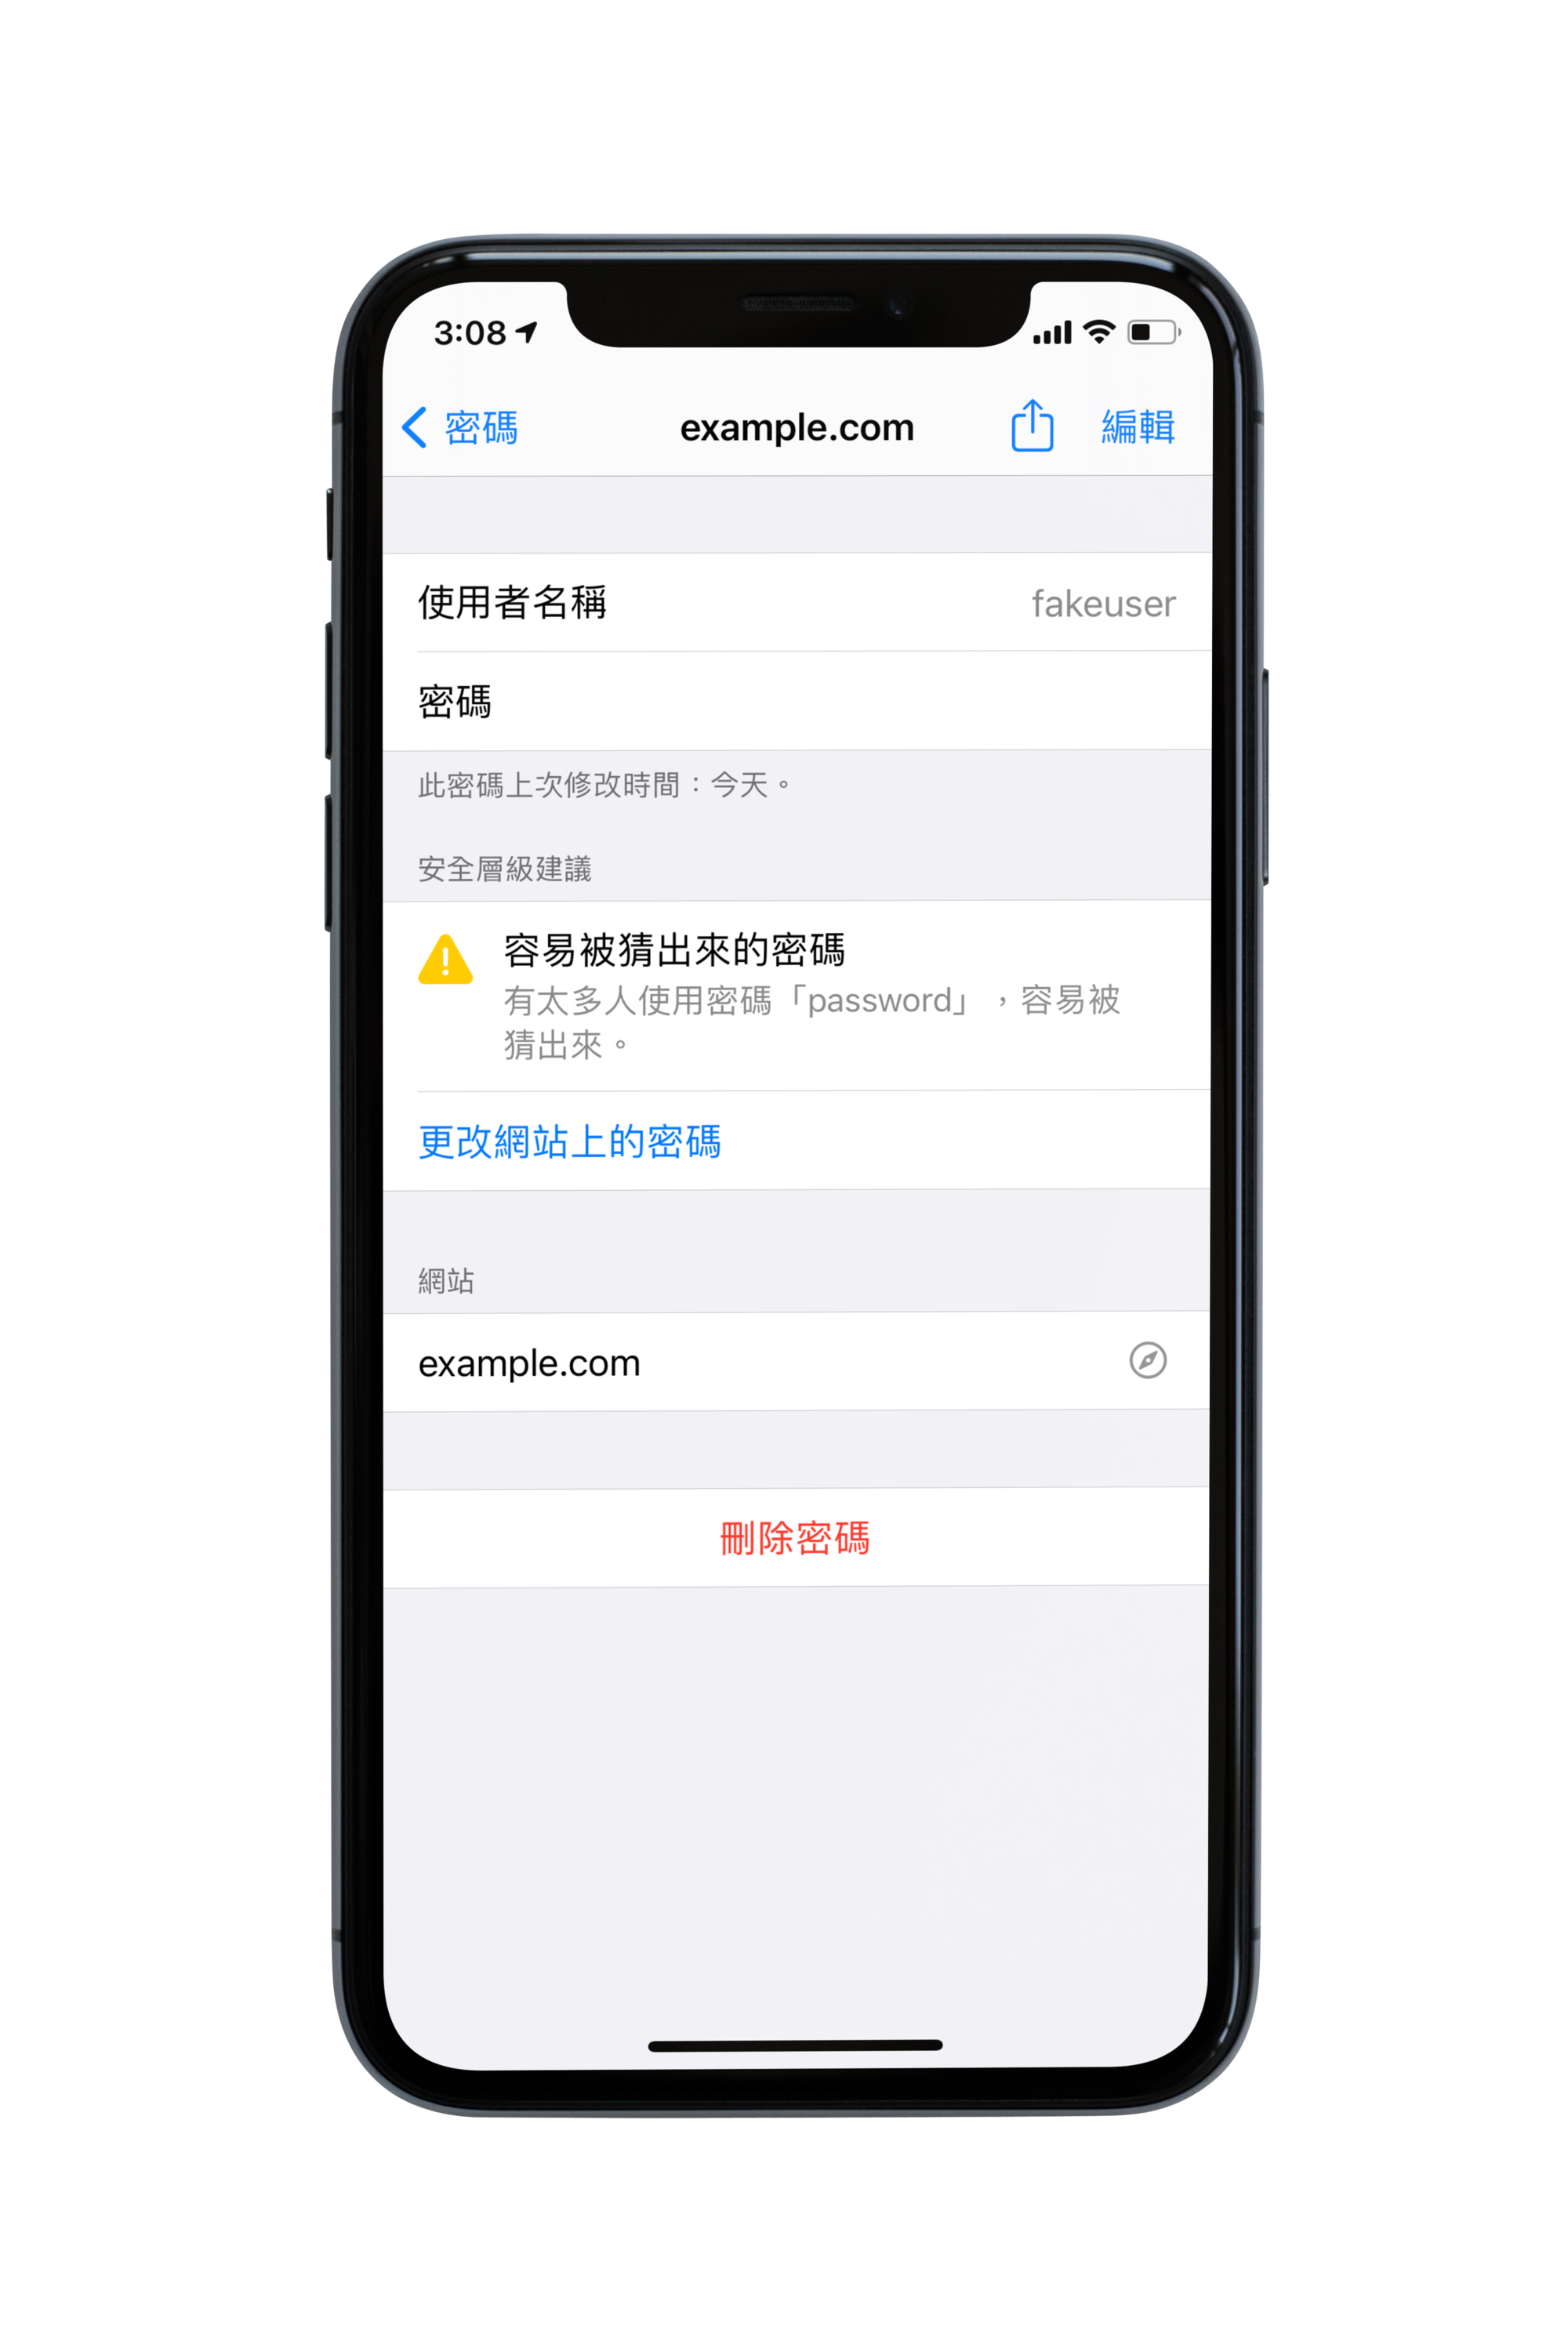 3:08
密碼 example.com 編輯
使用者名稱 fakeuser
密碼
此密碼上次修改時間：今天。
安全層級建議
容易被猜出來的密碼
有太多人使用密碼「password」，容易被
猜出來。
更改網站上的密碼
網站
example.com
刪除密碼